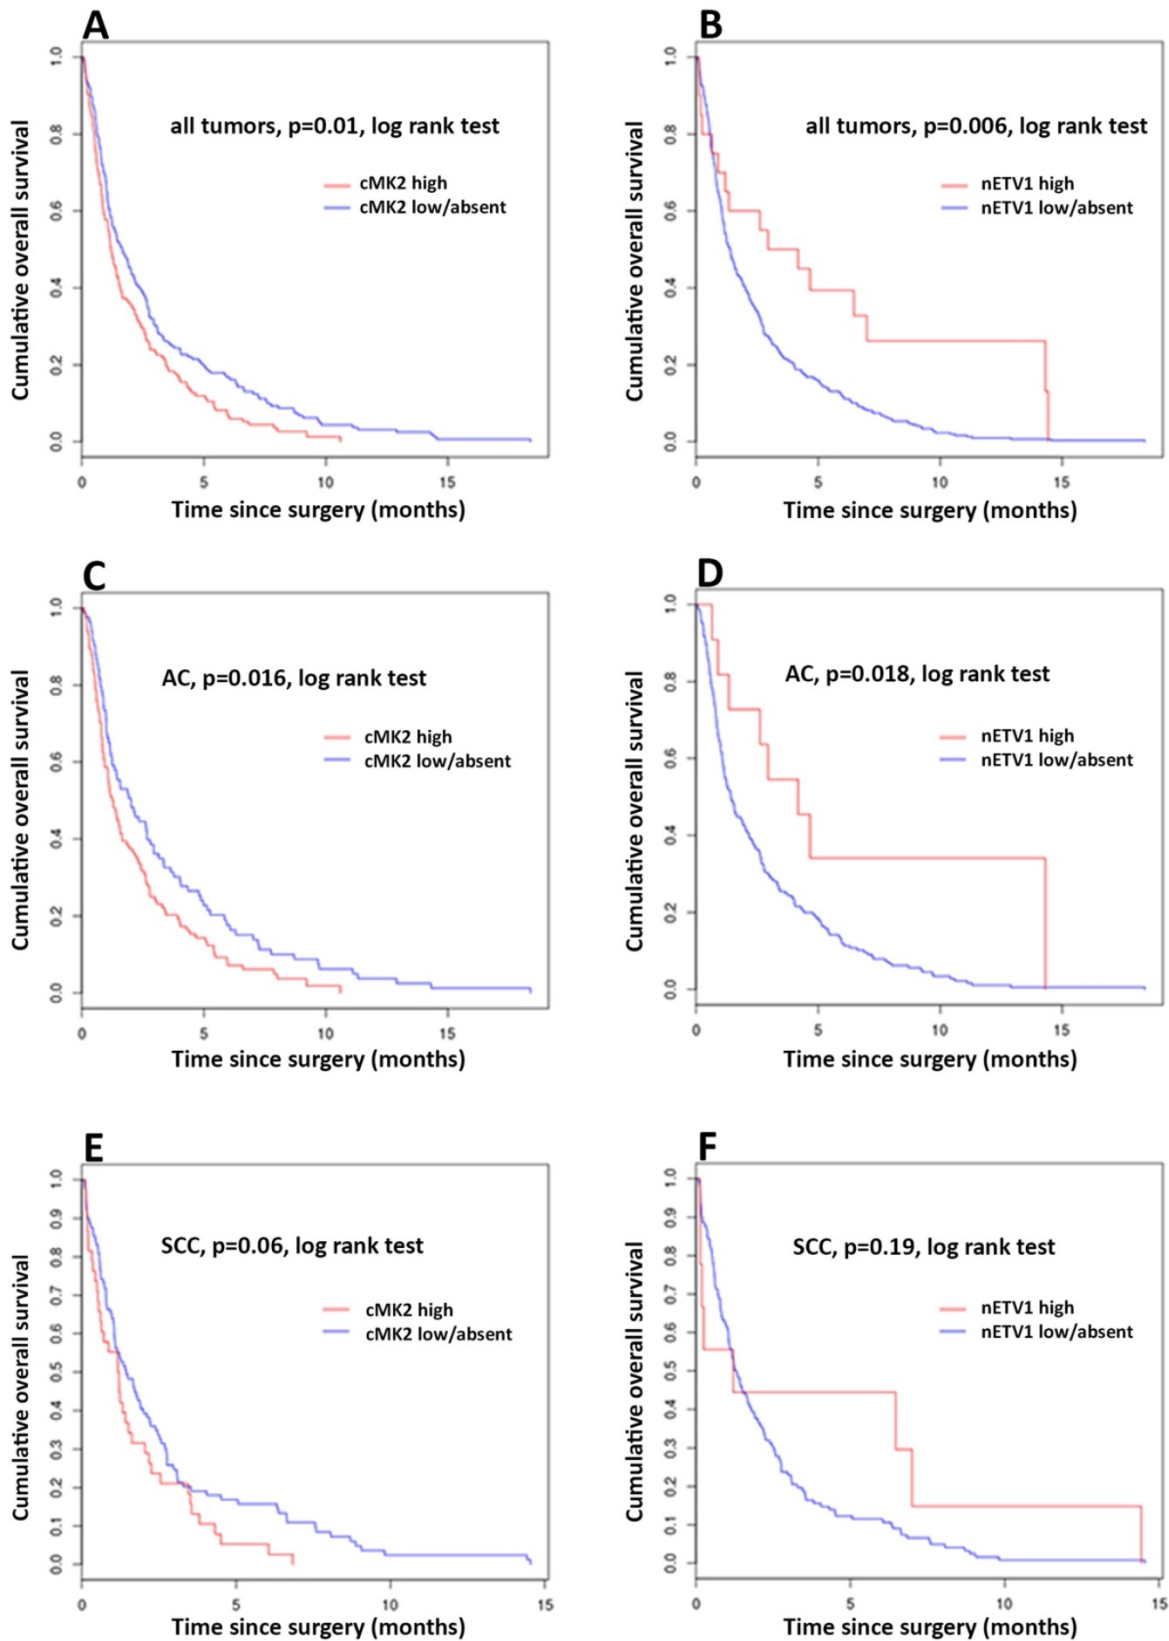 A
Cumulative overall survival
1.0
0.8
0.6
0.4
0.2
0.0
all tumors, p=0.01, log rank test
cMK2 high
cMK2 low/absent
0 5 10 15
Time since surgery (months)
B
Cumulative overall survival
1.0
0.8
0.6
0.4
0.2
0.0
all tumors, p=0.006, log rank test
nETV1 high
nETV1 low/absent
0 5 10 15
Time since surgery (months)
C
Cumulative overall survival
1.0
0.8
0.6
0.4
0.2
0.0
AC, p=0.016, log rank test
cMK2 high
cMK2 low/absent
0 5 10 15
Time since surgery (months)
D
Cumulative overall survival
1.0
0.8
0.6
0.4
0.2
0.0
AC, p=0.018, log rank test
nETV1 high
nETV1 low/absent
0 5 10 15
Time since surgery (months)
E
Cumulative overall survival
1.0
0.9
0.8
0.7
0.6
0.5
0.4
0.3
0.2
0.1
0.0
SCC, p=0.06, log rank test
cMK2 high
cMK2 low/absent
0 5 10 15
Time since surgery (months)
F
Cumulative overall survival
1.0
0.9
0.8
0.7
0.6
0.5
0.4
0.3
0.2
0.1
0.0
SCC, p=0.19, log rank test
nETV1 high
nETV1 low/absent
0 5 10 15
Time since surgery (months)